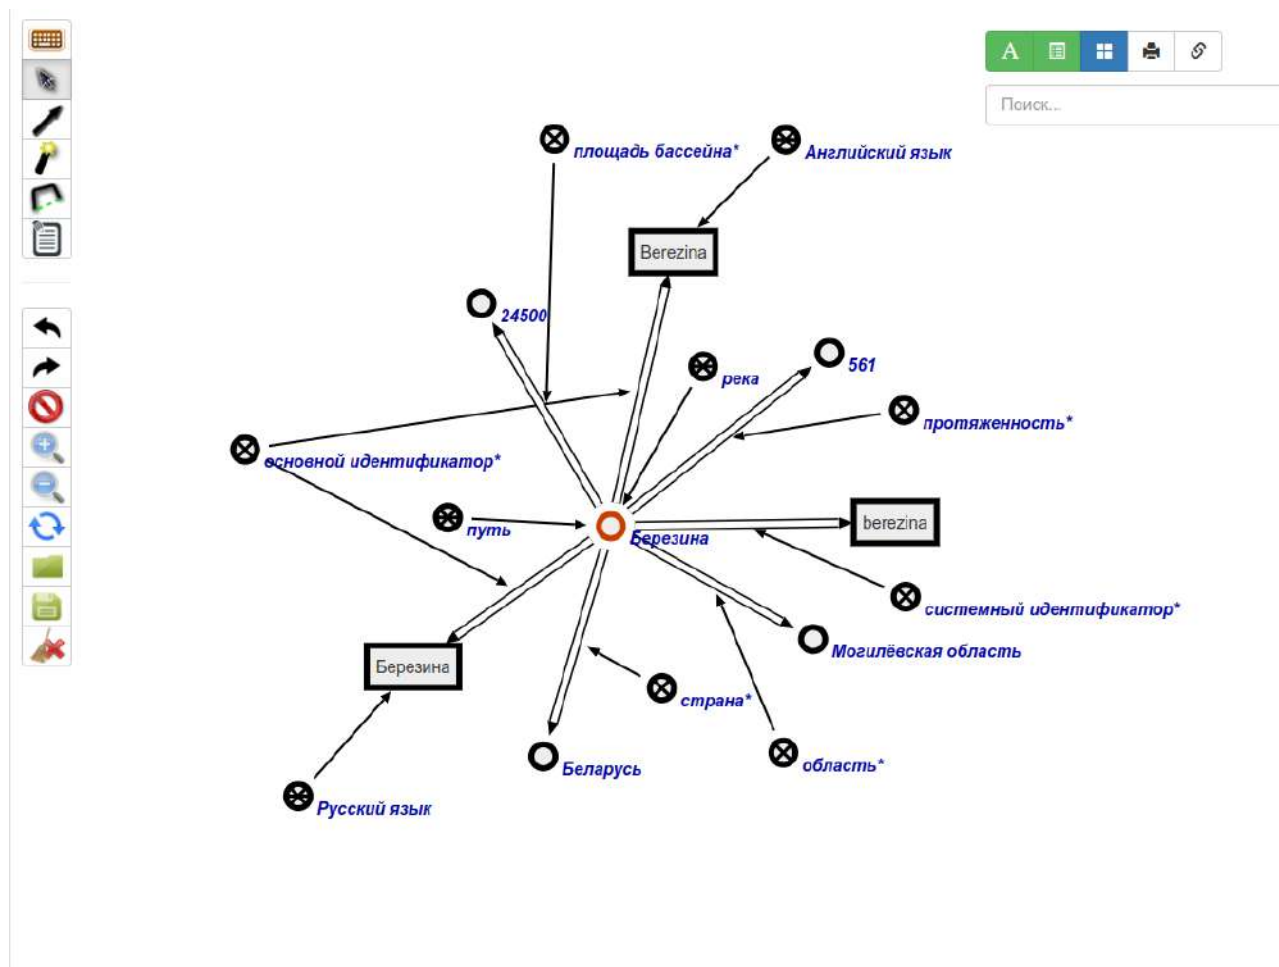 A
Поиск...
площадь бассейна*
Английский язык
Berezina
24500
река
561
протяженность*
основной идентификатор*
путь
Березина
berezina
системный идентификатор*
Могилёвская область
Березина
страна*
область*
Беларусь
Русский язык